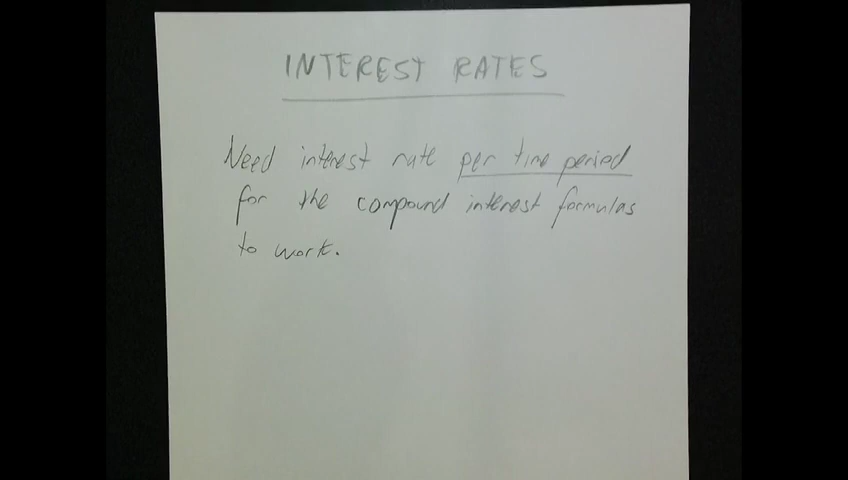 INTEREST RATES
Need interest rate per time period
for the compound interest formulas
to work.